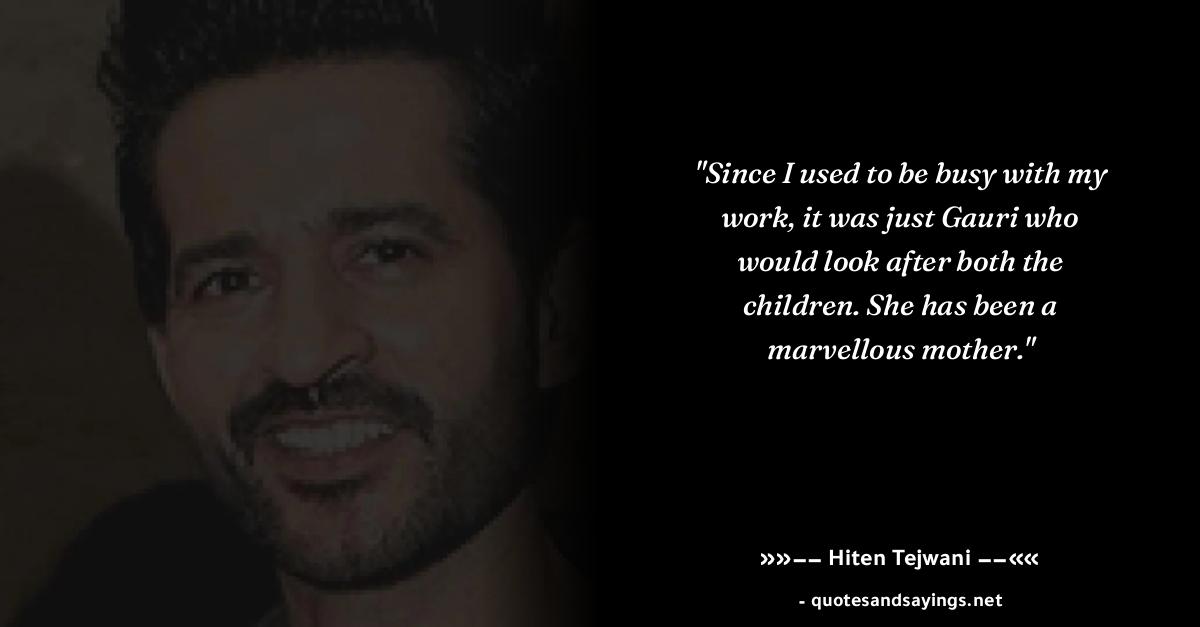 "Since I used to be busy with my
work, it was just Gauri who
would look after both the
children. She has been a
marvellous mother."
»»–– Hiten Tejwani ––««
- quotesandsayings.net